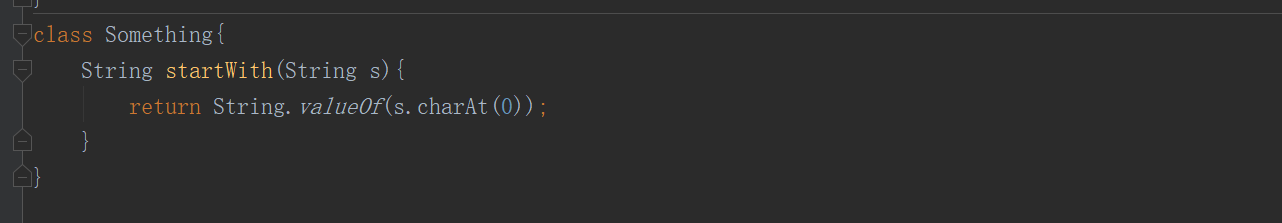 }
class Something{
    String startWith(String s){
        return String.valueOf(s.charAt(0));
    }
}